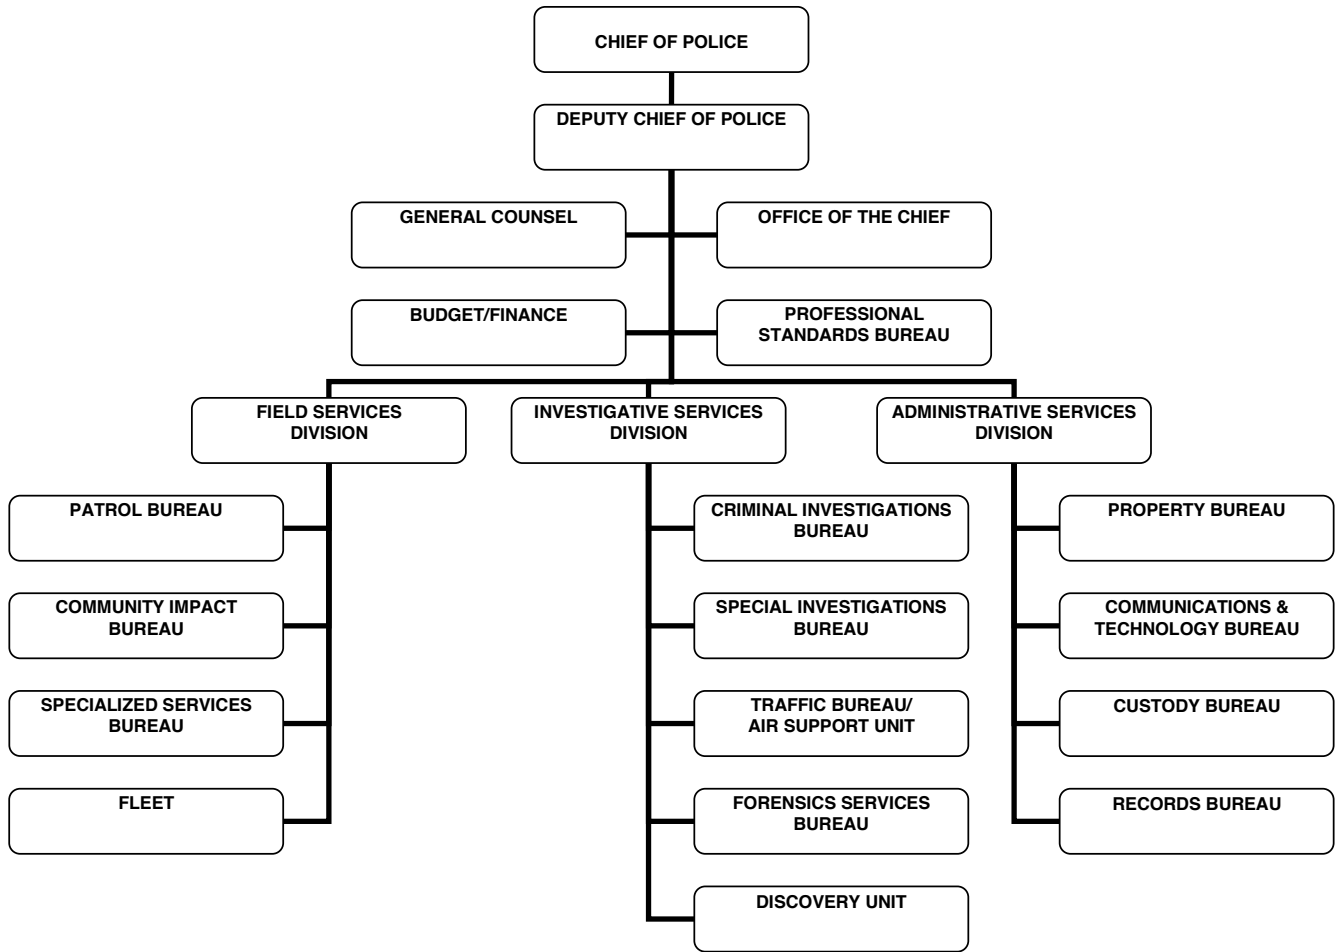 CHIEF OF POLICE
DEPUTY CHIEF OF POLICE
GENERAL COUNSEL
OFFICE OF THE CHIEF
BUDGET/FINANCE
PROFESSIONAL
STANDARDS BUREAU
FIELD SERVICES
DIVISION
INVESTIGATIVE SERVICES
DIVISION
ADMINISTRATIVE SERVICES
DIVISION
PATROL BUREAU
COMMUNITY IMPACT
BUREAU
SPECIALIZED SERVICES
BUREAU
FLEET
CRIMINAL INVESTIGATIONS
BUREAU
SPECIAL INVESTIGATIONS
BUREAU
TRAFFIC BUREAU/
AIR SUPPORT UNIT
FORENSICS SERVICES
BUREAU
DISCOVERY UNIT
PROPERTY BUREAU
COMMUNICATIONS &
TECHNOLOGY BUREAU
CUSTODY BUREAU
RECORDS BUREAU